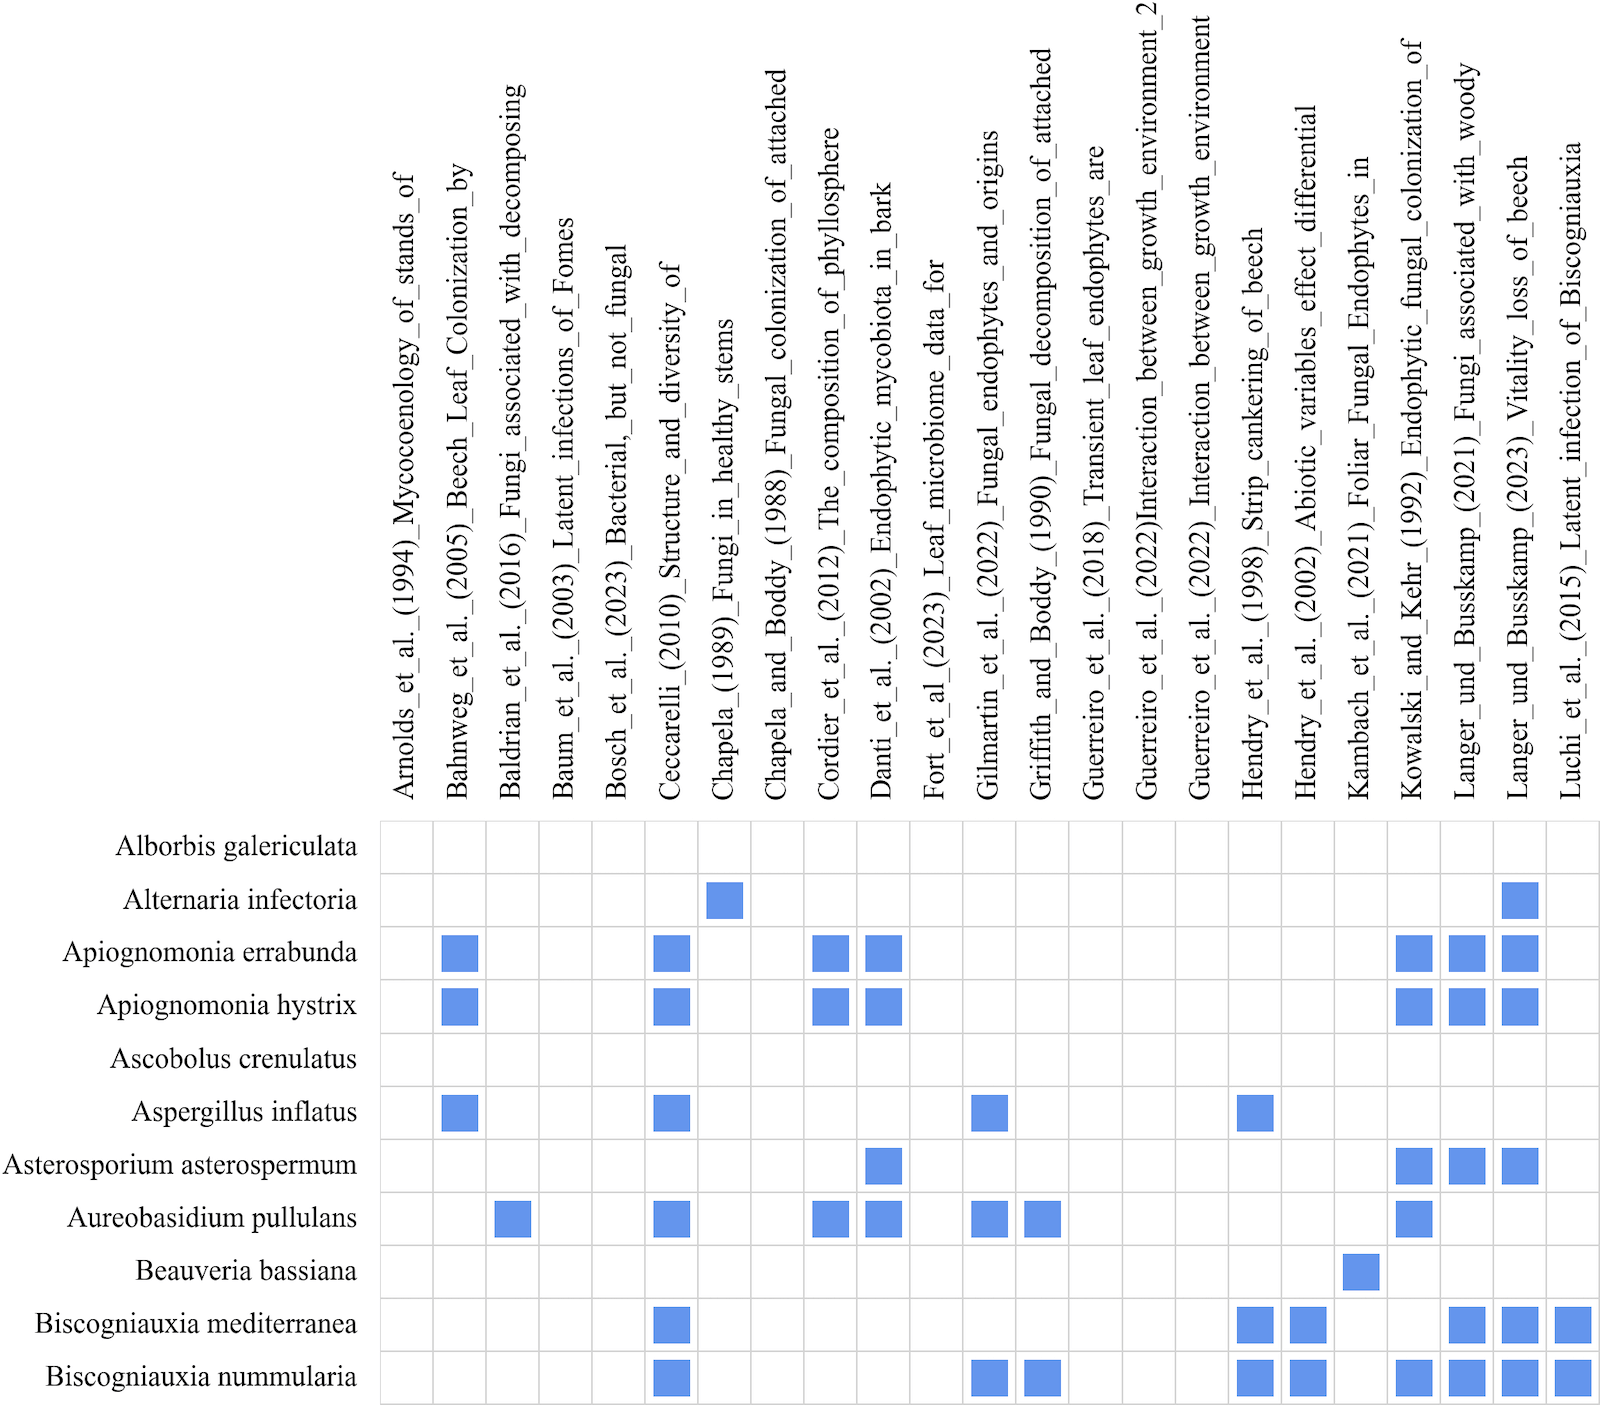 Arnolds_et_al._(1994)_Mycocoenology_of_stands_of
Bahnweg_et_al._(2005)_Beech_Leaf_Colonization_by
Baldrian_et_al._(2016)_Fungi_associated_with_decomposing
Baum_et_al._(2003)_Latent_infections_of_Fomes
Bosch_et_al._(2023)_Bacterial,_but_not_fungal
Ceccarelli_(2010)_Structure_and_diversity_of
Chapela_(1989)_Fungi_in_healthy_stems
Chapela_and_Boddy_(1988)_Fungal_colonization_of_attached
Cordier_et_al._(2012)_The_composition_of_phyllosphere
Danti_et_al._(2002)_Endophytic_mycobiota_in_bark
Fort_et_al_(2023)_Leaf_microbiome_data_for
Gilmartin_et_al._(2022)_Fungal_endophytes_and_origins
Griffith_and_Boddy_(1990)_Fungal_decomposition_of_attached
Guerreiro_et_al._(2018)_Transient_leaf_endophytes_are
Guerreiro_et_al._(2022)Interaction_between_growth_environment_2
Guerreiro_et_al._(2022)_Interaction_between_growth_environment
Hendry_et_al._(1998)_Strip_cankering_of_beech
Hendry_et_al._(2002)_Abiotic_variables_effect_differential
Kambach_et_al._(2021)_Foliar_Fungal_Endophytes_in
Kowalski_and_Kehr_(1992)_Endophytic_fungal_colonization_of
Langer_und_Busskamp_(2021)_Fungi_associated_with_woody
Langer_und_Busskamp_(2023)_Vitality_loss_of_beech
Luchi_et_al._(2015)_Latent_infection_of_Biscogniauxia
Alborbis galericulata
Alternaria infectoria
Apiognomonia errabunda
Apiognomonia hystrix
Ascobolus crenulatus
Aspergillus inflatus
Asterosporium asterospermum
Aureobasidium pullulans
Beauveria bassiana
Biscogniauxia mediterranea
Biscogniauxia nummularia